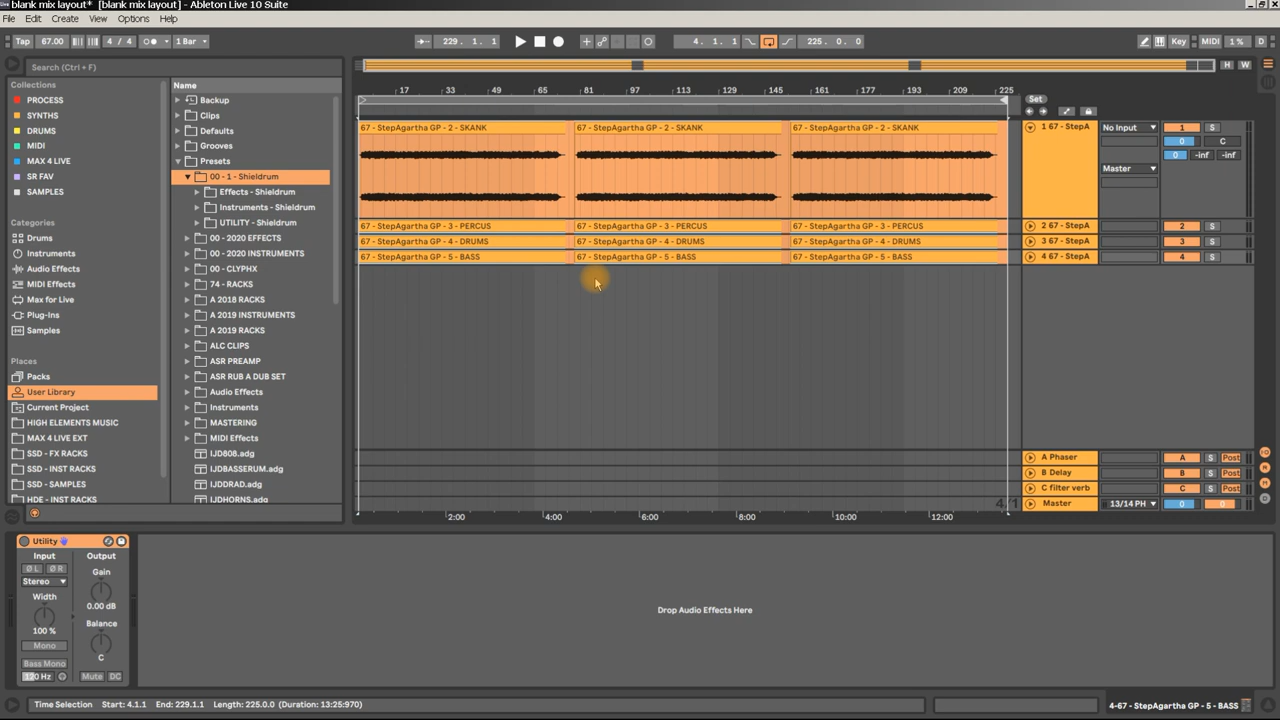 blank mix layout* [blank mix layout] - Ableton Live 10 Suite
File Edit Create View Options Help
Tap 67.00 4 / 4 1 Bar 229. 1. 1 4. 1. 1 225. 0. 0 Key MIDI 1 % D
Search (Ctrl + F)
H W
Collections
PROCESS
SYNTHS
DRUMS
MIDI
MAX 4 LIVE
SR FAV
SAMPLES
Categories
Drums
Instruments
Audio Effects
MIDI Effects
Max for Live
Plug-Ins
Samples
Places
Packs
User Library
Current Project
HIGH ELEMENTS MUSIC
MAX 4 LIVE EXT
SSD - FX RACKS
SSD - INST RACKS
SSD - SAMPLES
HDE - INST RACKS
Name
Backup
Clips
Defaults
Grooves
Presets
00 - 1 - Shieldrum
Effects - Shieldrum
Instruments - Shieldrum
UTILITY - Shieldrum
00 - 2020 EFFECTS
00 - 2020 INSTRUMENTS
00 - CLYPHX
74 - RACKS
A 2018 RACKS
A 2019 INSTRUMENTS
A 2019 RACKS
ALC CLIPS
ASR PREAMP
ASR RUB A DUB SET
Audio Effects
Instruments
MASTERING
MIDI Effects
IJD808.adg
IJDBASSERUM.adg
IJDDRAD.adg
IJDHORNS.adg
17 33 49 65 81 97 113 129 145 161 177 193 209 225
Set
67 - StepAgartha GP - 2 - SKANK 67 - StepAgartha GP - 2 - SKANK 67 - StepAgartha GP - 2 - SKANK
67 - StepAgartha GP - 3 - PERCUS 67 - StepAgartha GP - 3 - PERCUS 67 - StepAgartha GP - 3 - PERCUS
67 - StepAgartha GP - 4 - DRUMS 67 - StepAgartha GP - 4 - DRUMS 67 - StepAgartha GP - 4 - DRUMS
67 - StepAgartha GP - 5 - BASS 67 - StepAgartha GP - 5 - BASS 67 - StepAgartha GP - 5 - BASS
1 67 - StepA No Input 1 S
0 C
0 -inf -inf
Master
2 67 - StepA 2 S
3 67 - StepA 3 S
4 67 - StepA 4 S
A Phaser A S Post
B Delay B S Post
C filter verb C S Post
4/1 Master 13/14 PH 0 0
2:00 4:00 6:00 8:00 10:00 12:00
Utility
Input Output
Ø L Ø R Gain
Stereo
Width 0.00 dB
Balance
100 %
Mono C
Bass Mono
120 Hz Mute DC
Drop Audio Effects Here
Time Selection Start: 4.1.1 End: 229.1.1 Length: 225.0.0 (Duration: 13:25:970)
4-67 - StepAgartha GP - 5 - BASS